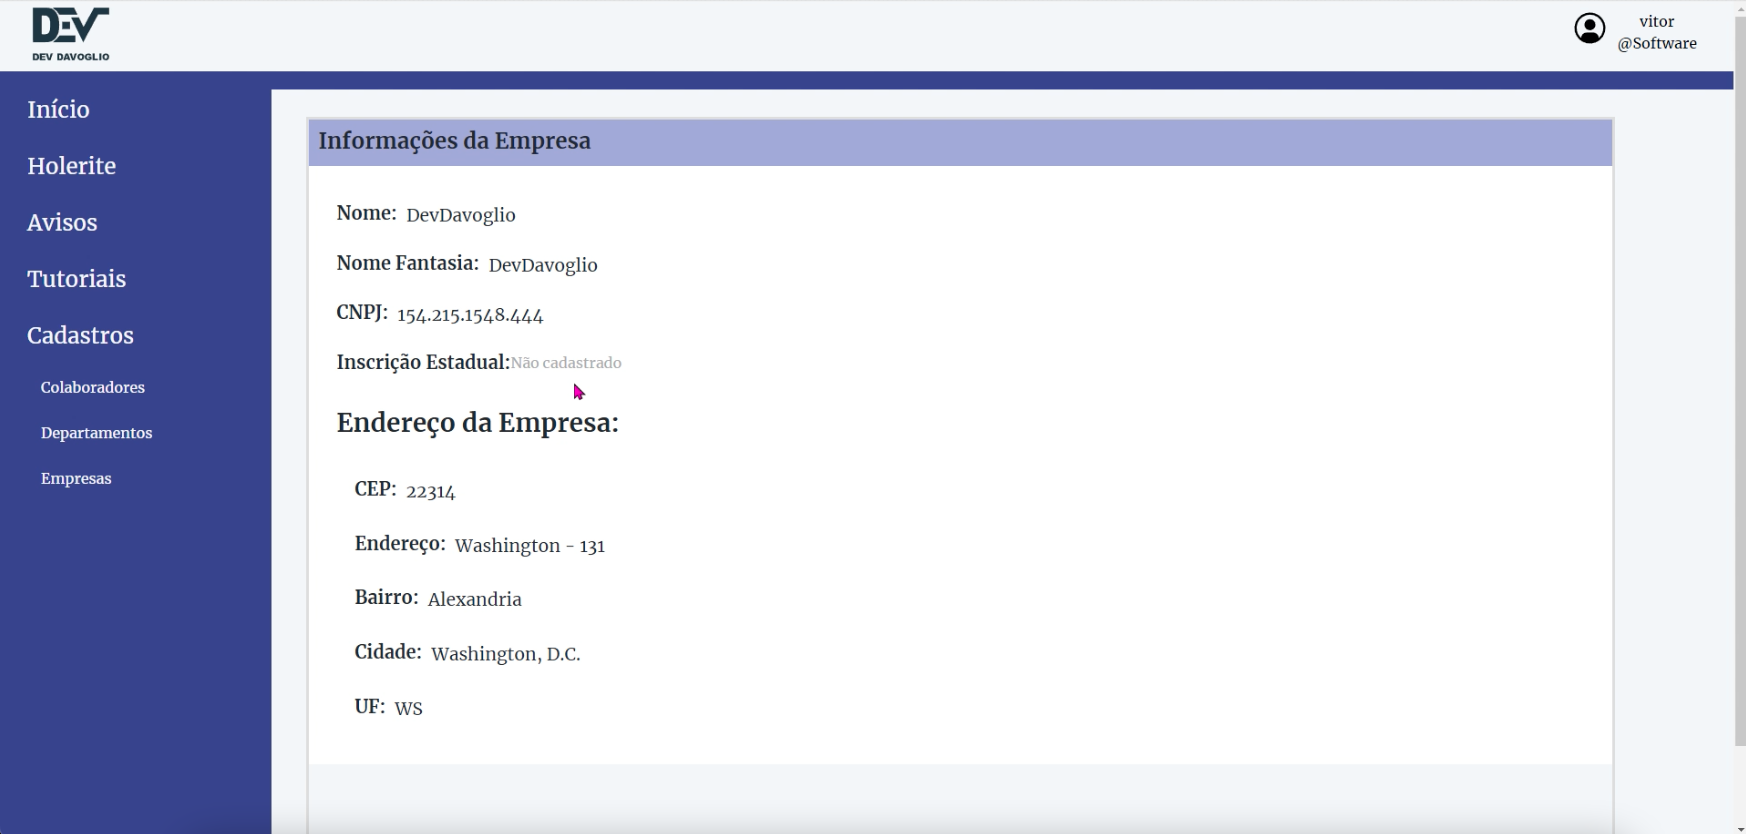 DEV
DEV DAVOGLIO
vitor
@Software
Início
Holerite
Avisos
Tutoriais
Cadastros
Colaboradores
Departamentos
Empresas
Informações da Empresa
Nome: DevDavoglio
Nome Fantasia: DevDavoglio
CNPJ: 154.215.1548.444
Inscrição Estadual:Não cadastrado
Endereço da Empresa:
CEP: 22314
Endereço: Washington - 131
Bairro: Alexandria
Cidade: Washington, D.C.
UF: WS